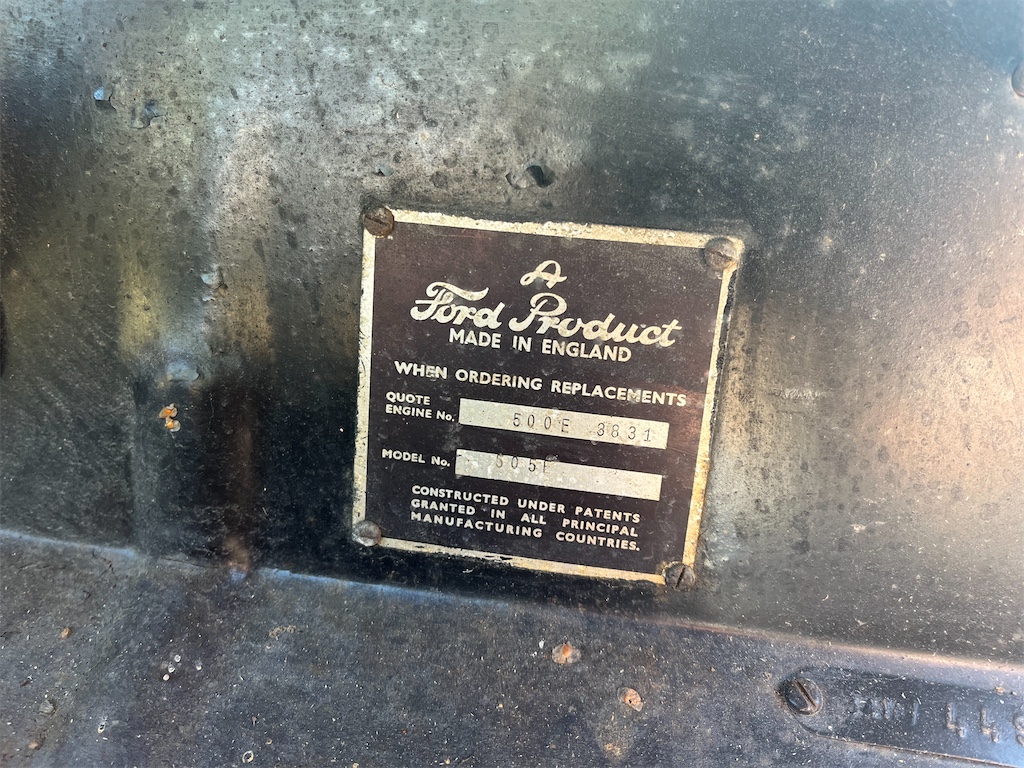 A
Ford Product
MADE IN ENGLAND
WHEN ORDERING REPLACEMENTS
QUOTE
ENGINE No. 500E 3831
MODEL No. 505E
CONSTRUCTED UNDER PATENTS
GRANTED IN ALL PRINCIPAL
MANUFACTURING COUNTRIES.